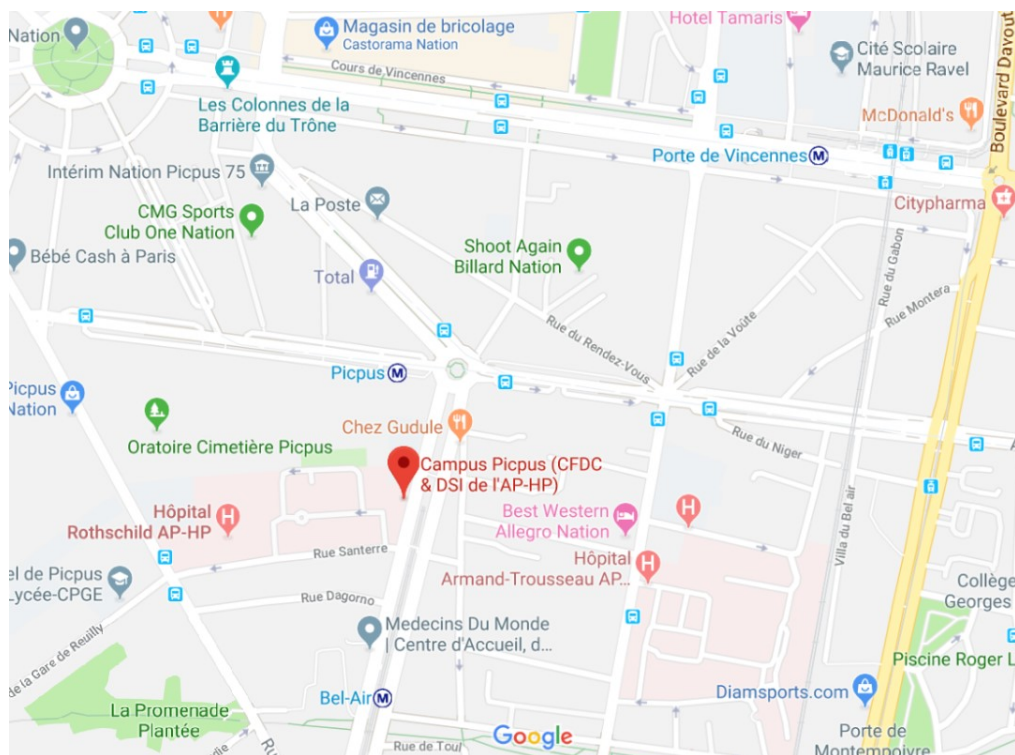 Nation
Magasin de bricolage
Castorama Nation
Hotel Tamaris
Cité Scolaire
Maurice Ravel
Boulevard Davout
Cours de Vincennes
Les Colonnes de la
Barrière du Trône
McDonald's
Porte de Vincennes M
Intérim Nation Picpus 75
La Poste
Citypharma
CMG Sports
Club One Nation
Shoot Again
Billard Nation
Bébé Cash à Paris
Total
Rue du Gabon
Rue Montera
Rue du Rendez-Vous
Rue de la Voûte
Picpus M
Picpus
Nation
Chez Gudule
Oratoire Cimetière Picpus
Rue du Niger
Campus Picpus (CFDC
& DSI de l'AP-HP)
Hôpital
Rothschild AP-HP
H
Best Western
Allegro Nation
H
Villa du Bel air
Rue Santerre
Hôpital
Armand-Trousseau AP...
H
el de Picpus
Lycée-CPGE
Rue Dagorno
Collège
Georges
Medecins Du Monde
| Centre d'Accueil, d...
de la Gare de Reuilly
Piscine Roger L
Bel-Air M
Diamsports.com
La Promenade
Plantée
Google
Rue de Toul
Porte de
Montempoivre